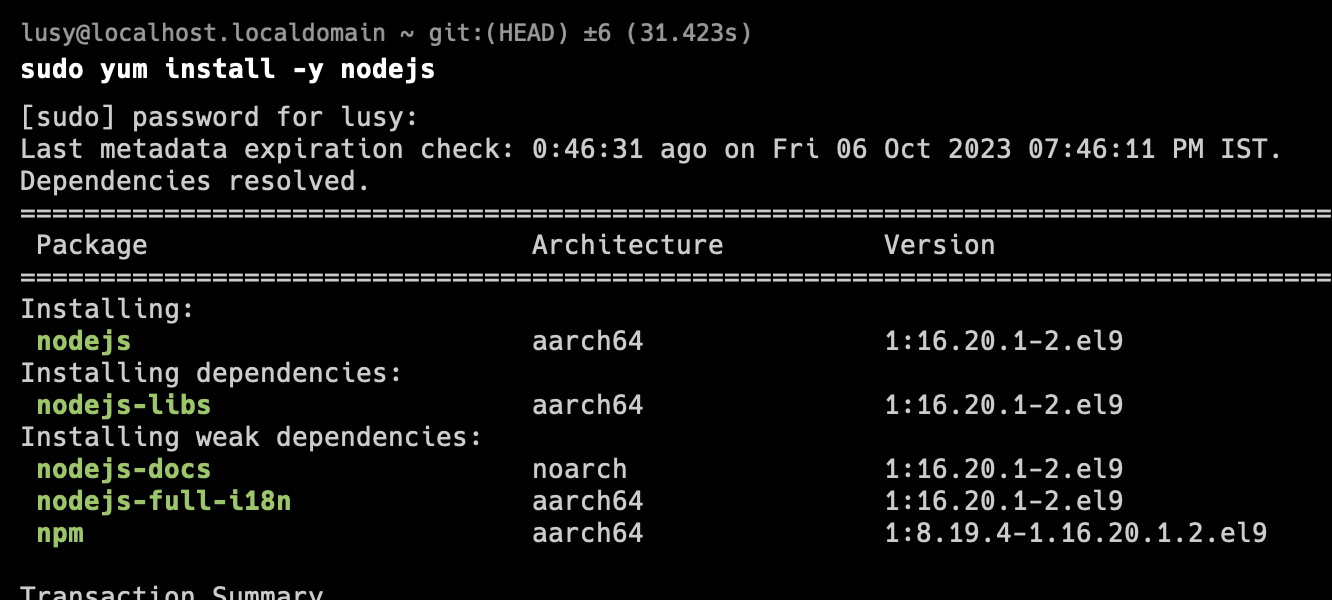 lusy@localhost.localdomain ~ git:(HEAD) ±6 (31.423s)
sudo yum install -y nodejs
[sudo] password for lusy:
Last metadata expiration check: 0:46:31 ago on Fri 06 Oct 2023 07:46:11 PM IST.
Dependencies resolved.
================================================================================
Package Architecture Version
================================================================================
Installing:
nodejs aarch64 1:16.20.1-2.el9
Installing dependencies:
nodejs-libs aarch64 1:16.20.1-2.el9
Installing weak dependencies:
nodejs-docs noarch 1:16.20.1-2.el9
nodejs-full-i18n aarch64 1:16.20.1-2.el9
npm aarch64 1:8.19.4-1.16.20.1.2.el9
Transaction Summary